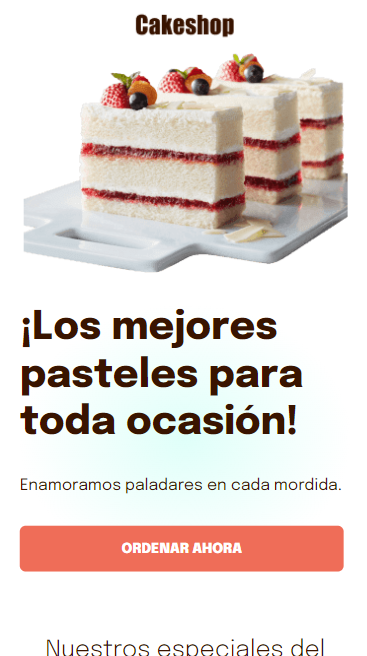 Cakeshop
¡Los mejores
pasteles para
toda ocasión!
Enamoramos paladares en cada mordida.
ORDENAR AHORA
Nuestros especiales del